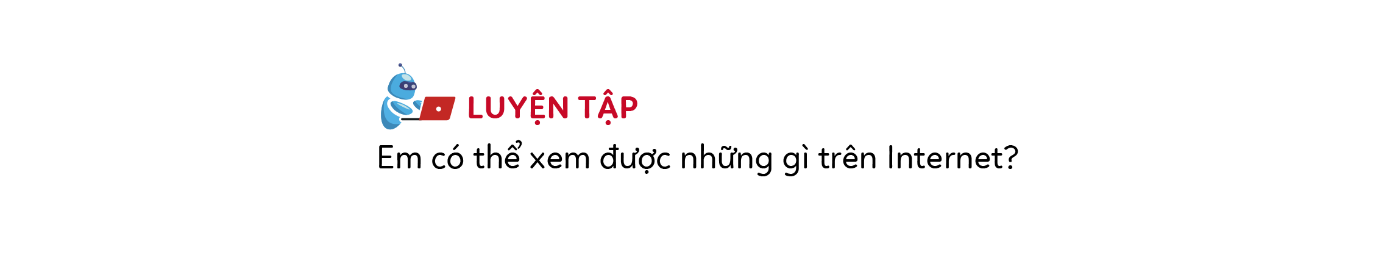 LUYỆN TẬP
Em có thể xem được những gì trên Internet?